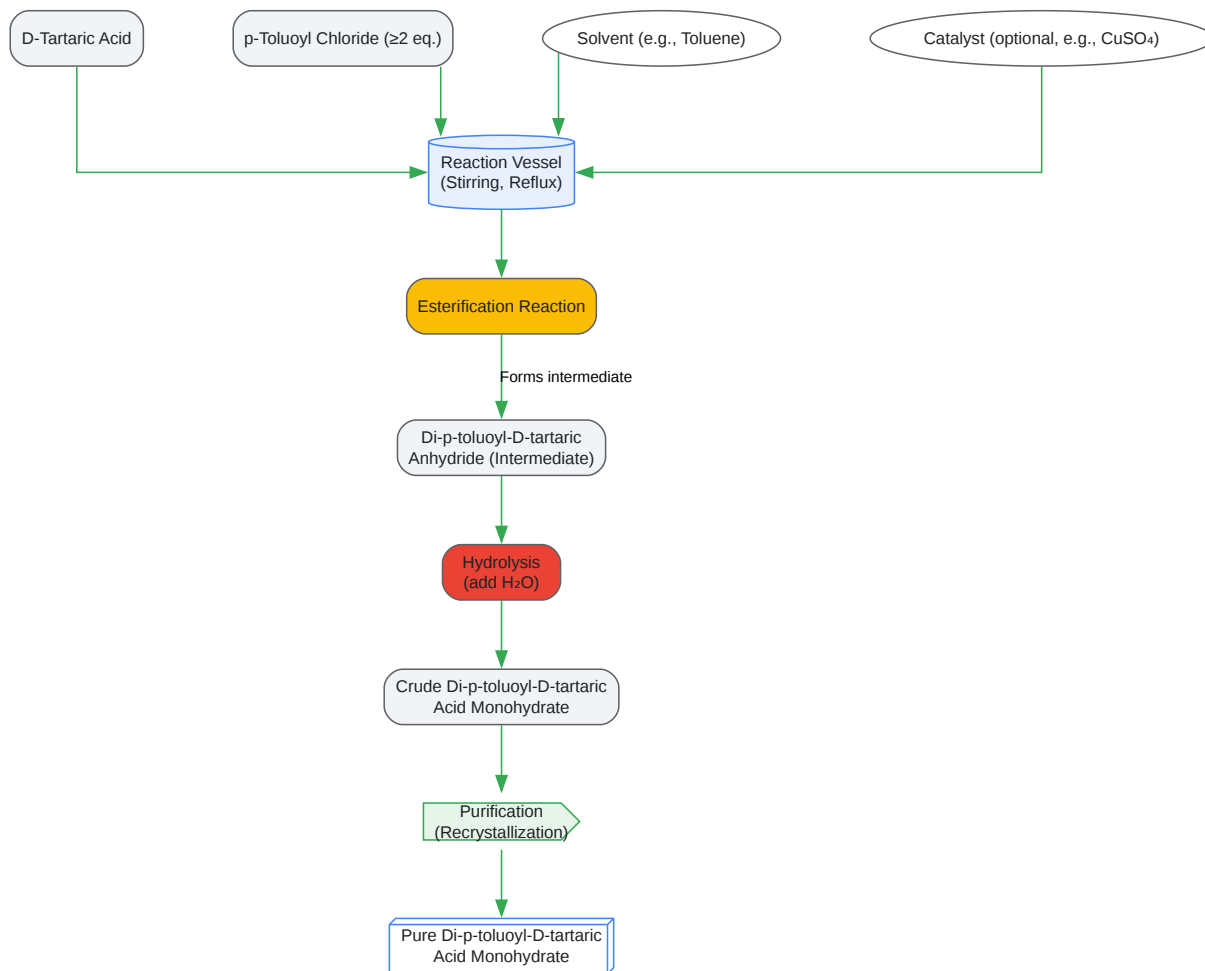 D-Tartaric Acid
p-Toluoyl Chloride (≥2 eq.)
Solvent (e.g., Toluene)
Catalyst (optional, e.g., CuSO₄)
Reaction Vessel
(Stirring, Reflux)
Esterification Reaction
Forms intermediate
Di-p-toluoyl-D-tartaric
Anhydride (Intermediate)
Hydrolysis
(add H₂O)
Crude Di-p-toluoyl-D-tartaric
Acid Monohydrate
Purification
(Recrystallization)
Pure Di-p-toluoyl-D-tartaric
Acid Monohydrate